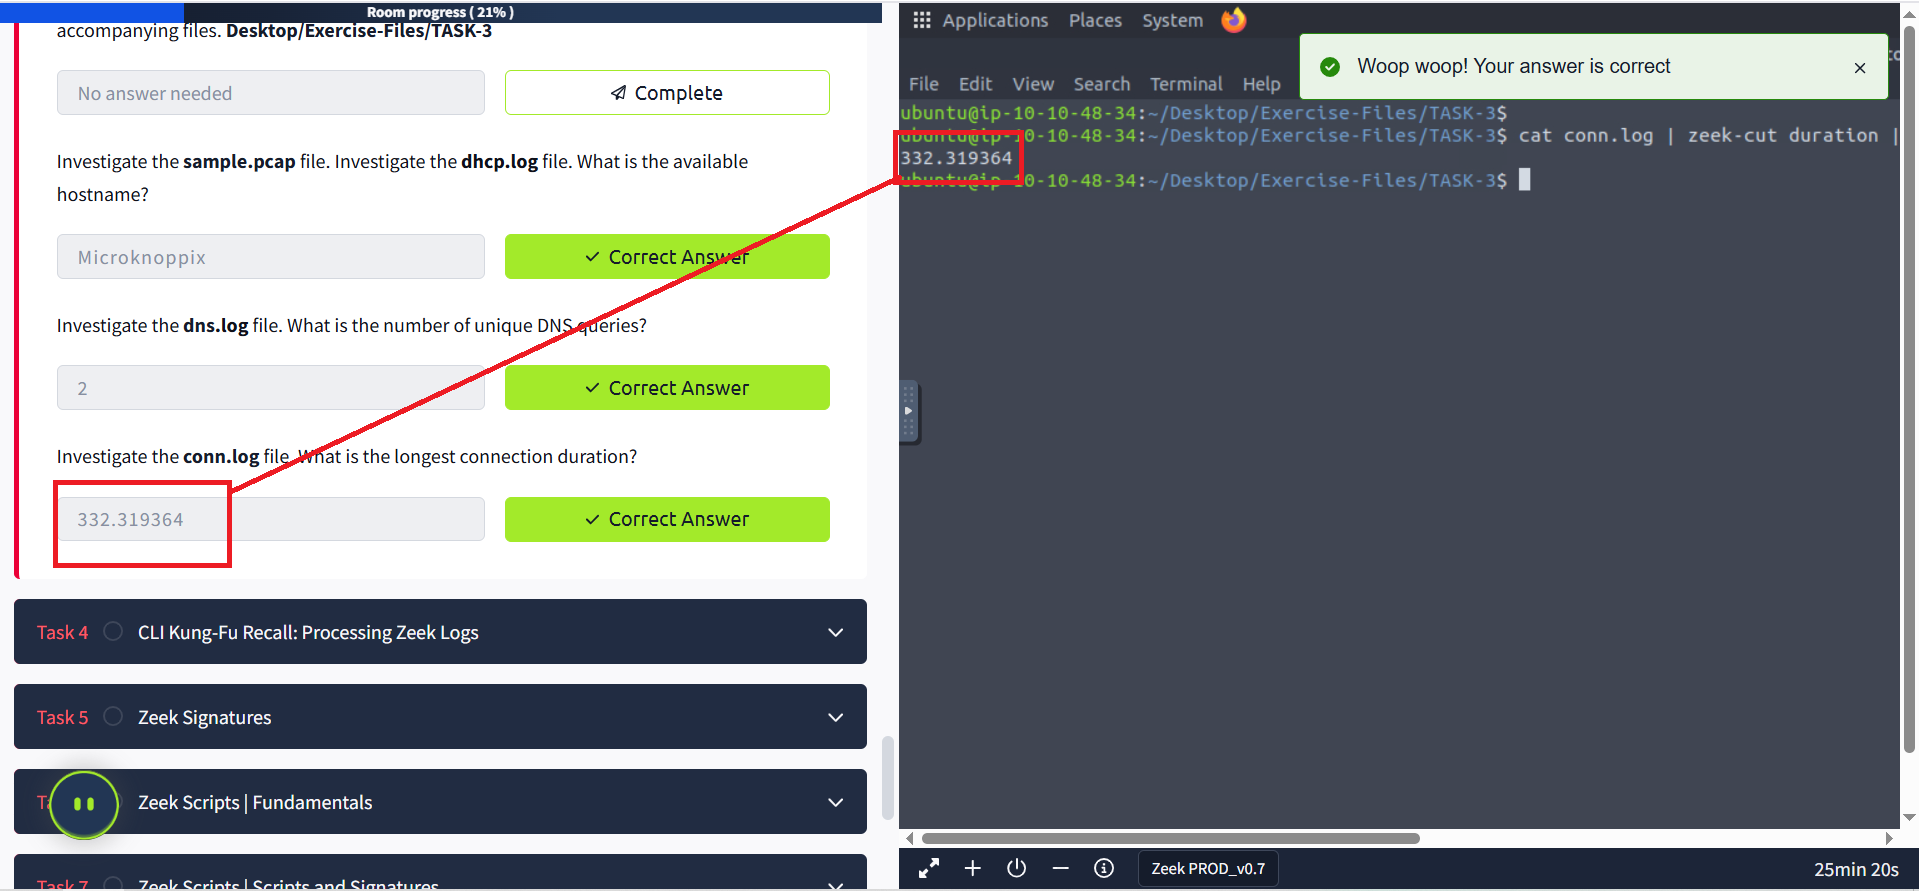 Room progress ( 21% )
accompanying files. Desktop/Exercise-Files/TASK-3
No answer needed
Complete
Investigate the sample.pcap file. Investigate the dhcp.log file. What is the available
hostname?
Microknoppix
Correct Answer
Investigate the dns.log file. What is the number of unique DNS queries?
2
Correct Answer
Investigate the conn.log file. What is the longest connection duration?
332.319364
Correct Answer
Task 4 CLI Kung-Fu Recall: Processing Zeek Logs
Task 5 Zeek Signatures
Zeek Scripts | Fundamentals
Task 7 Zeek Scripts | Scripts and Signatures
Applications Places System
Woop woop! Your answer is correct
File Edit View Search Terminal Help
ubuntu@ip-10-10-48-34:~/Desktop/Exercise-Files/TASK-3$
ubuntu@ip-10-10-48-34:~/Desktop/Exercise-Files/TASK-3$ cat conn.log | zeek-cut duration |
332.319364
ubuntu@ip-10-10-48-34:~/Desktop/Exercise-Files/TASK-3$
Zeek PROD_v0.7
25min 20s